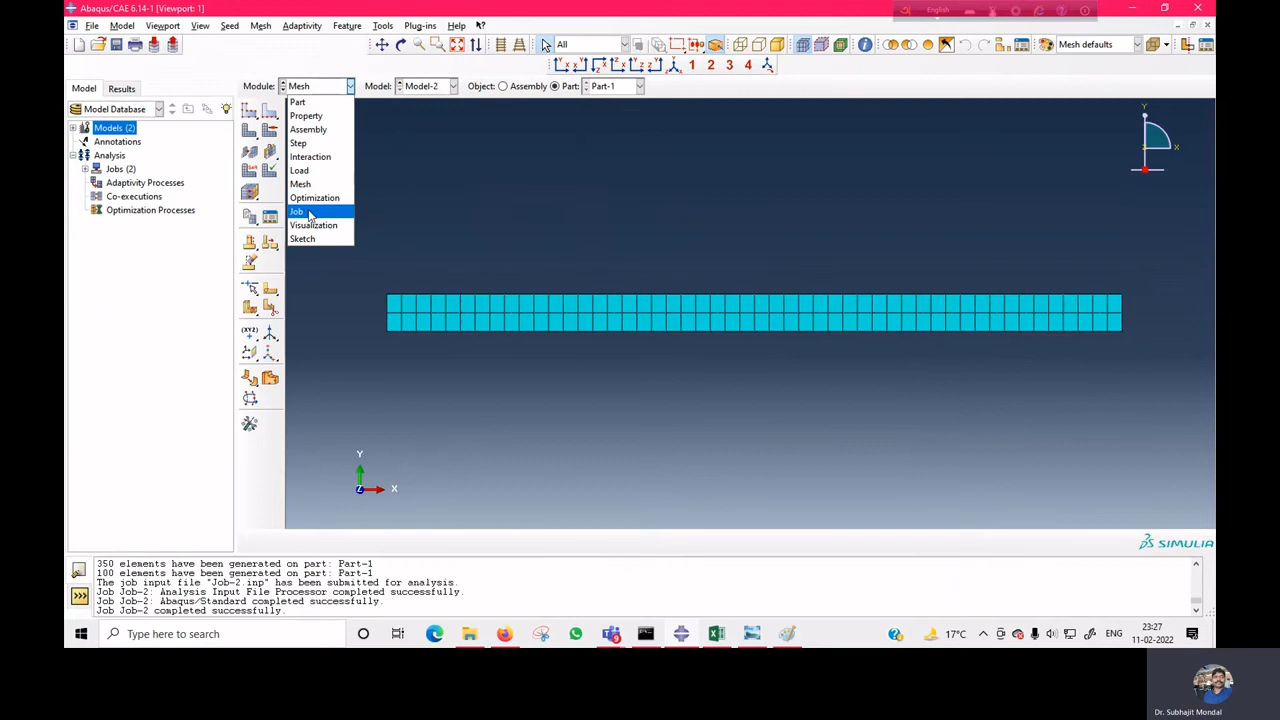 Abaqus/CAE 6.14-1 [Viewport: 1]
English
File Model Viewport View Seed Mesh Adaptivity Feature Tools Plug-ins Help
All
Mesh defaults
1 2 3 4
Model Results
Module: Mesh Model: Model-2 Object: Assembly Part: Part-1
Model Database
Models (2)
Annotations
Analysis
Jobs (2)
Adaptivity Processes
Co-executions
Optimization Processes
Part
Property
Assembly
Step
Interaction
Load
Mesh
Optimization
Job
Visualization
Sketch
(XYZ)
Y
X
Y
X
Z
SIMULIA
350 elements have been generated on part: Part-1
100 elements have been generated on part: Part-1
The job input file "Job-2.inp" has been submitted for analysis.
Job Job-2: Analysis Input File Processor completed successfully.
Job Job-2: Abaqus/Standard completed successfully.
Job Job-2 completed successfully.
>>>
Type here to search
17°C
ENG
23:27
11-02-2022
Dr. Subhajit Mondal